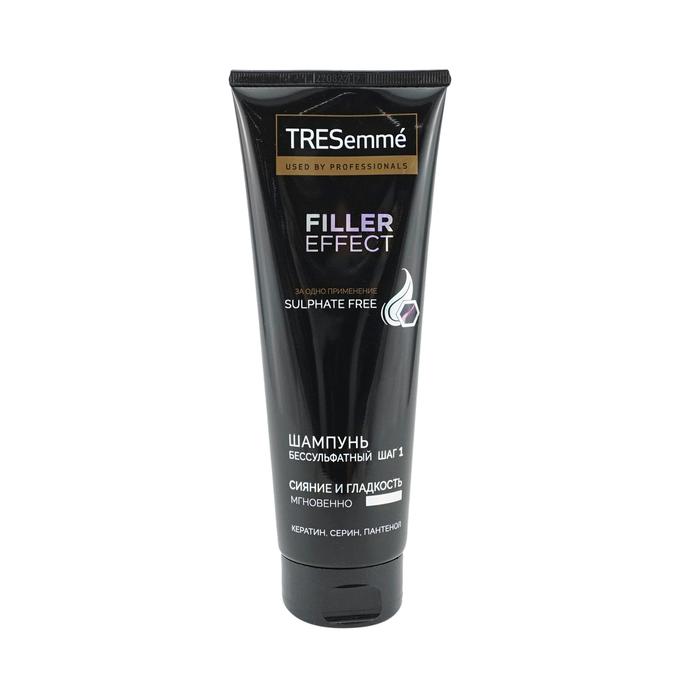 TRESemmé
USED BY PROFESSIONALS
FILLER
EFFECT
ЗА ОДНО ПРИМЕНЕНИЕ
SULPHATE FREE
ШАМПУНЬ
БЕССУЛЬФАТНЫЙ ШАГ 1
СИЯНИЕ И ГЛАДКОСТЬ
МГНОВЕННО
КЕРАТИН, СЕРИН, ПАНТЕНОЛ